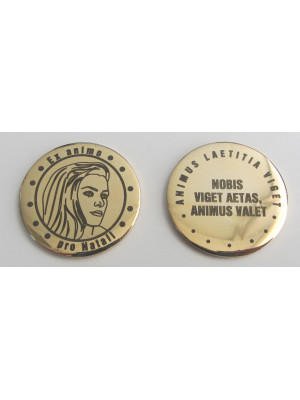 Ex animo
pro Natali
ANIMUS LAETITIA VIGET
NOBIS
VIGET AETAS,
ANIMUS VALET